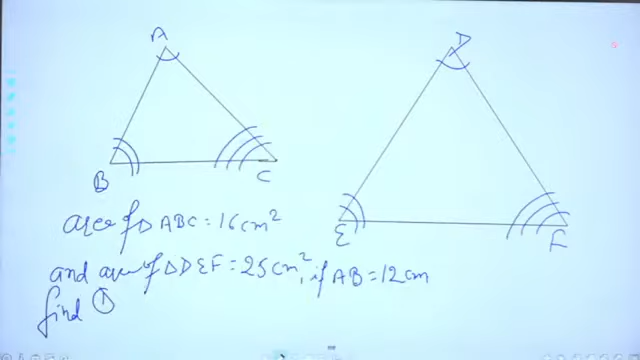 A
D
B
C
E
F
area of △ ABC = 16 cm²
and area of △DEF = 25 cm², if AB = 12 cm
find ①